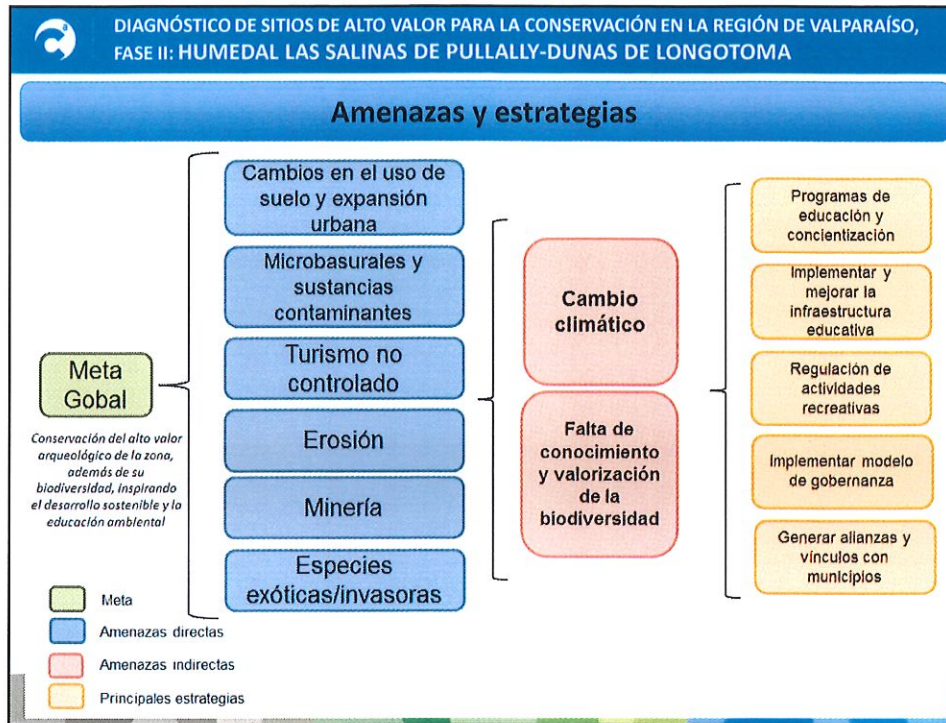 DIAGNÓSTICO DE SITIOS DE ALTO VALOR PARA LA CONSERVACIÓN EN LA REGIÓN DE VALPARAÍSO,
FASE II: HUMEDAL LAS SALINAS DE PULLALLY-DUNAS DE LONGOTOMA
Amenazas y estrategias
Meta
Gobal
Conservación del alto valor
arqueológico de la zona,
además de su
biodiversidad, inspirando
el desarrollo sostenible y la
educación ambiental
Cambios en el uso de
suelo y expansión
urbana
Microbasurales y
sustancias
contaminantes
Turismo no
controlado
Erosión
Minería
Especies
exóticas/invasoras
Cambio
climático
Falta de
conocimiento
y valorización
de la
biodiversidad
Programas de
educación y
concientización
Implementar y
mejorar la
infraestructura
educativa
Regulación de
actividades
recreativas
Implementar modelo
de gobernanza
Generar alianzas y
vínculos con
municipios
Meta
Amenazas directas
Amenazas indirectas
Principales estrategias